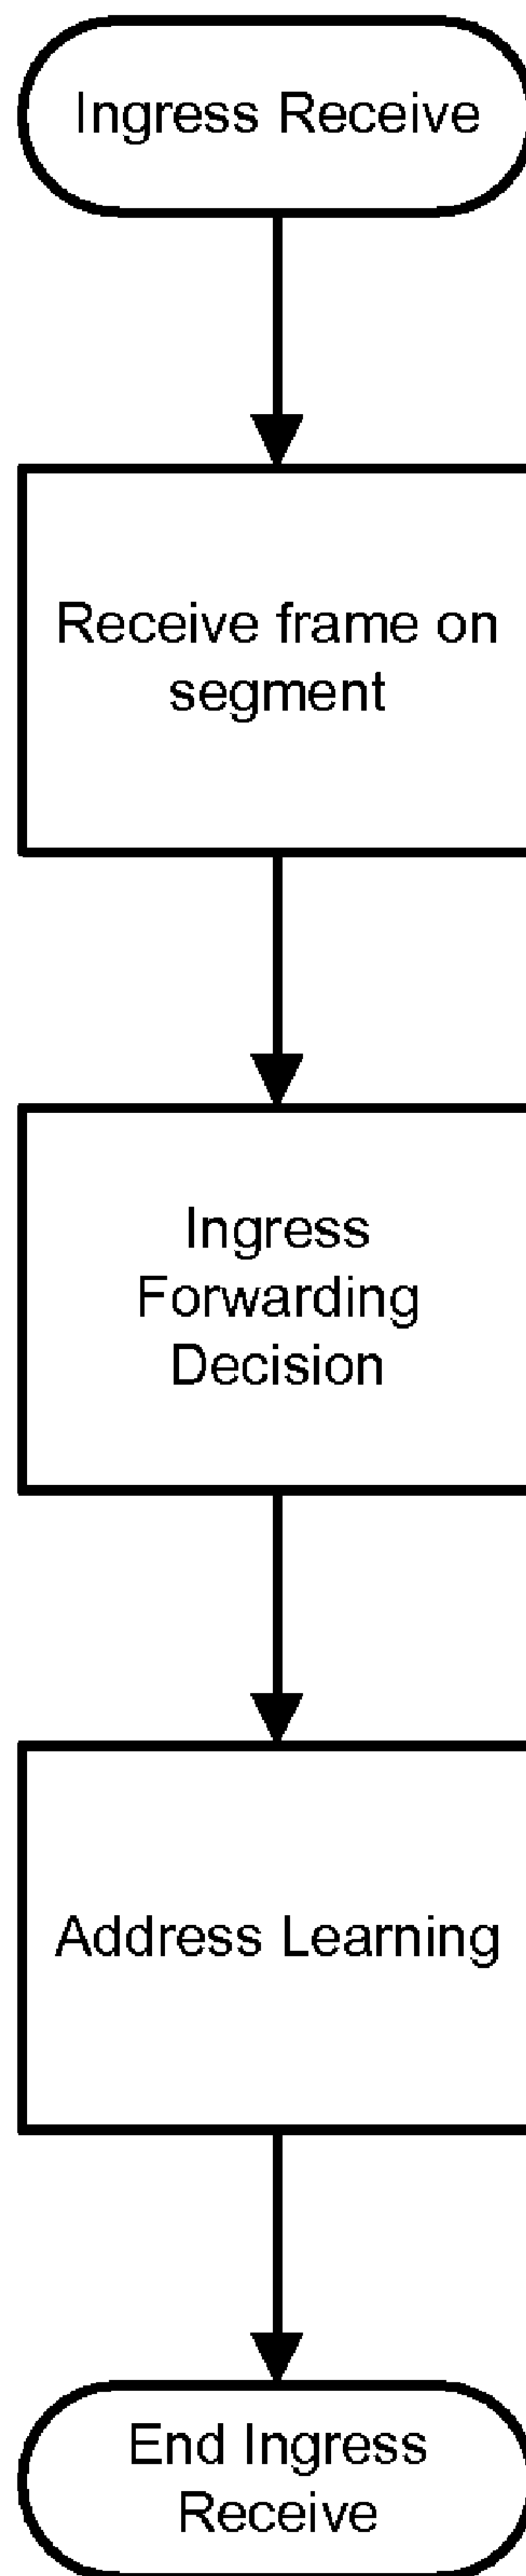 Ingress Receive
Receive frame on
segment
Ingress
Forwarding
Decision
Address Learning
End Ingress
Receive